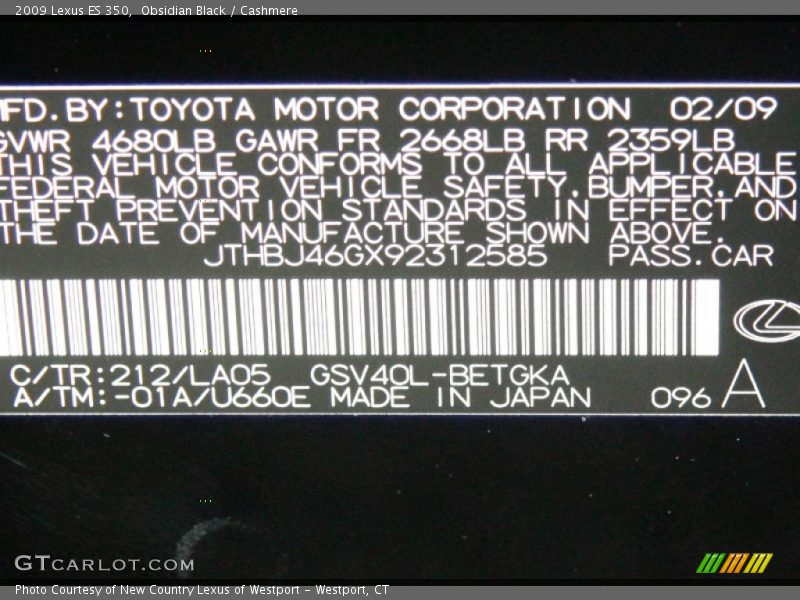 2009 Lexus ES 350,  Obsidian Black / Cashmere
MFD.BY:TOYOTA MOTOR CORPORATION 02/09
GVWR 4680LB GAWR FR 2668LB RR 2359LB
THIS VEHICLE CONFORMS TO ALL APPLICABLE
FEDERAL MOTOR VEHICLE SAFETY,BUMPER,AND
THEFT PREVENTION STANDARDS IN EFFECT ON
THE DATE OF MANUFACTURE SHOWN ABOVE.
JTHBJ46GX92312585 PASS.CAR
C/TR:212/LA05 GSV40L-BETGKA
A/TM:-01A/U660E MADE IN JAPAN 096 A
GTCARLOT.COM
Photo Courtesy of New Country Lexus of Westport - Westport, CT